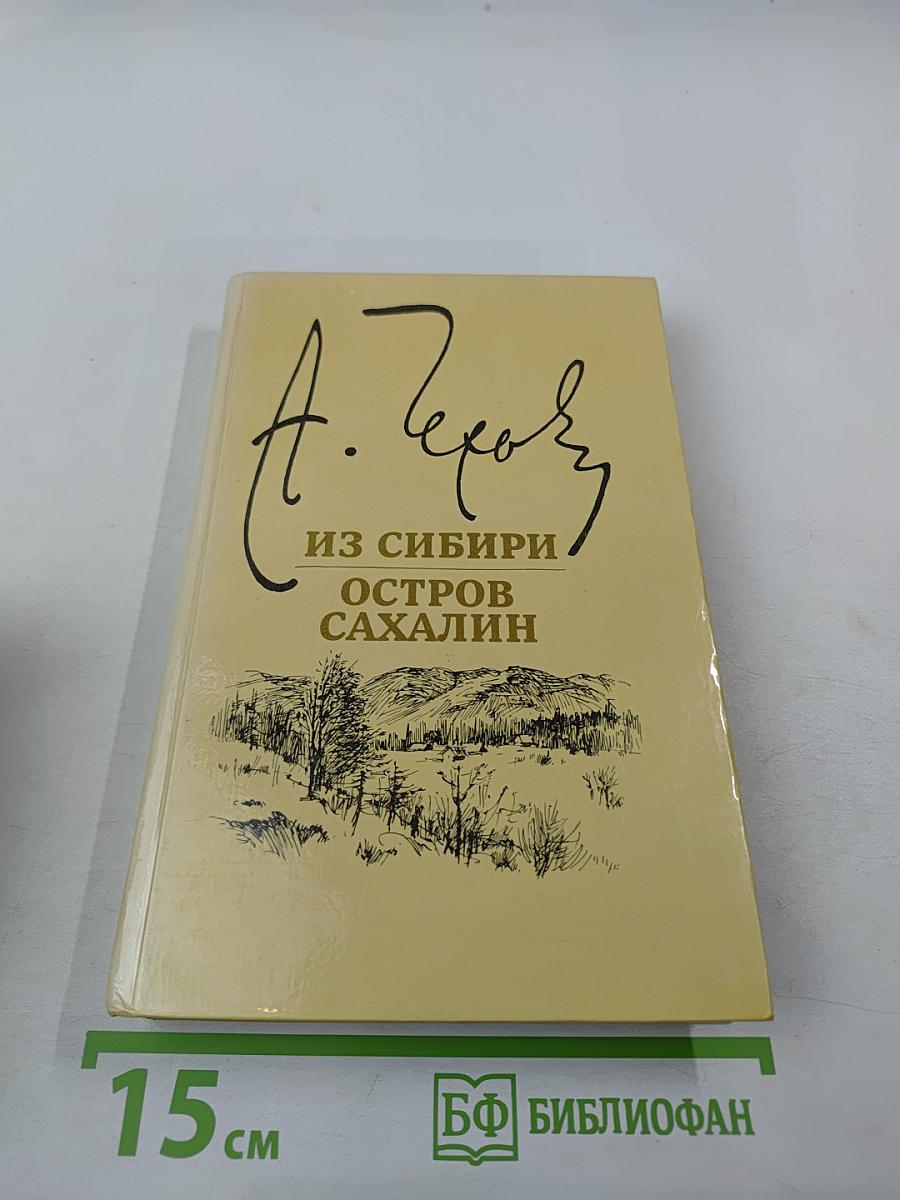 А. Чехов
ИЗ СИБИРИ
ОСТРОВ
САХАЛИН
15 см
БФ БИБЛИОФАН